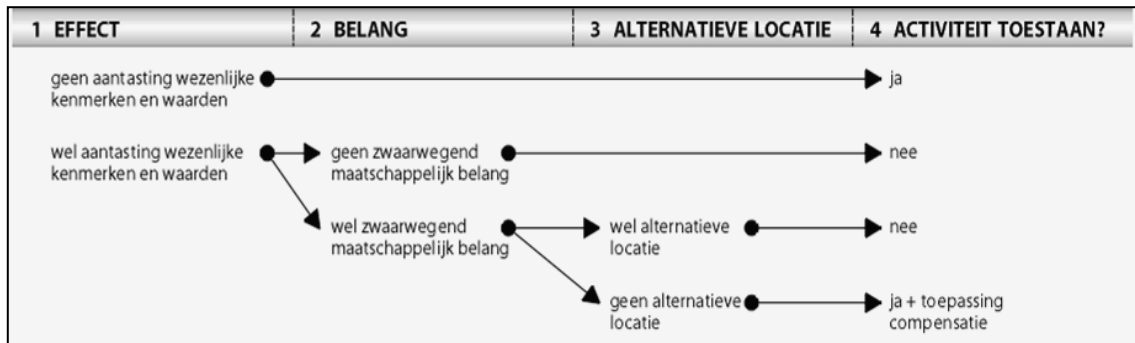 1 EFFECT 2 BELANG 3 ALTERNATIEVE LOCATIE 4 ACTIVITEIT TOESTAAN?
geen aantasting wezenlijke
kenmerken en waarden
ja
wel aantasting wezenlijke
kenmerken en waarden
geen zwaarwegend
maatschappelijk belang
nee
wel zwaarwegend
maatschappelijk belang
wel alternatieve
locatie
nee
geen alternatieve
locatie
ja + toepassing
compensatie